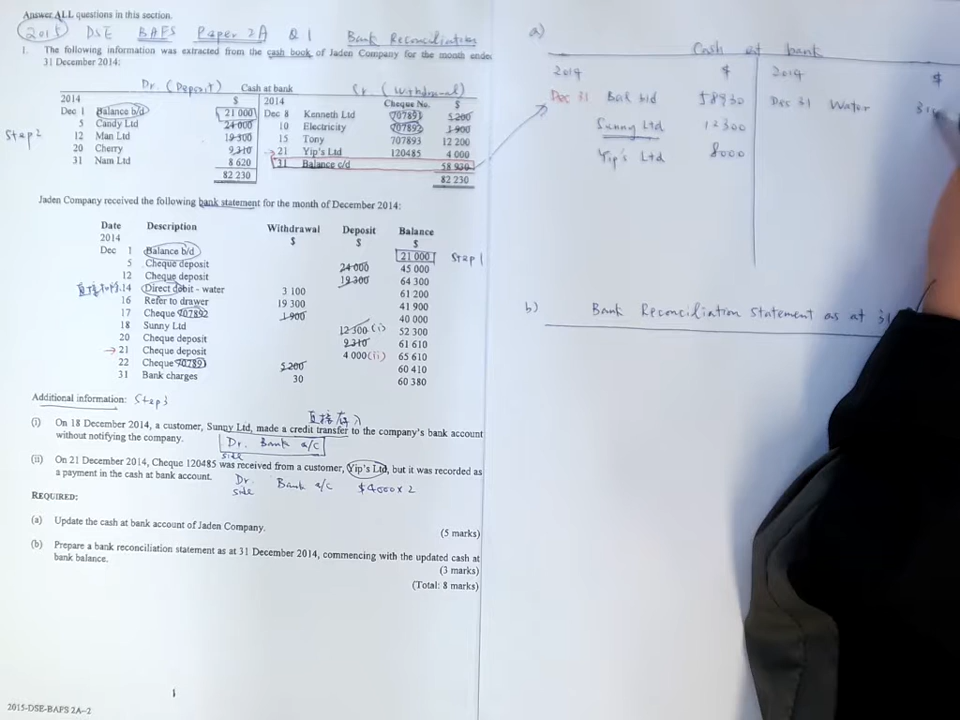 Answer ALL questions in this section.
2015 DSE BAFS Paper 2A Q1 Bank Reconciliation
1. The following information was extracted from the cash book of Jaden Company for the month ended
31 December 2014:
Dr. (Deposit) Cash at bank Cr. (Withdrawal)
2014 $ 2014 Cheque No. $
Dec 1 Balance b/d 21 000 Dec 8 Kenneth Ltd 707891 5 200
Step2 5 Candy Ltd 24 000 10 Electricity 707892 1 900
12 Man Ltd 19 300 15 Tony 707893 12 200
20 Cherry 9 310 → 21 Yip's Ltd 120485 4 000
31 Nam Ltd 8 620 31 Balance c/d 58 930
82 230 82 230
Jaden Company received the following bank statement for the month of December 2014:
Date Description Withdrawal Deposit Balance
2014 $ $ $
Dec 1 Balance b/d 21 000 Step1
5 Cheque deposit 24 000 45 000
12 Cheque deposit 19 300 64 300
14 Direct debit - water 3 100 61 200
16 Refer to drawer 19 300 41 900
17 Cheque 707892 1 900 40 000
18 Sunny Ltd 12 300 (i) 52 300
20 Cheque deposit 9 310 61 610
→ 21 Cheque deposit 4 000 (ii) 65 610
22 Cheque 707891 5 200 60 410
31 Bank charges 30 60 380
Additional information: Step3
直接存入
(i) On 18 December 2014, a customer, Sunny Ltd, made a credit transfer to the company's bank account
without notifying the company. Dr. Bank a/c
side
(ii) On 21 December 2014, Cheque 120485 was received from a customer, Yip's Ltd, but it was recorded as
a payment in the cash at bank account. Dr. Bank a/c $4000×2
side
REQUIRED:
(a) Update the cash at bank account of Jaden Company.
(5 marks)
(b) Prepare a bank reconciliation statement as at 31 December 2014, commencing with the updated cash at
bank balance.
(3 marks)
(Total: 8 marks)
1
2015-DSE-BAFS 2A-2
a)
Cash at bank
2014 $ 2014 $
Dec 31 Bal b/d 58930 Dec 31 Water
Sunny Ltd 12300
Yip's Ltd 8000
b) Bank Reconciliation Statement as at 31